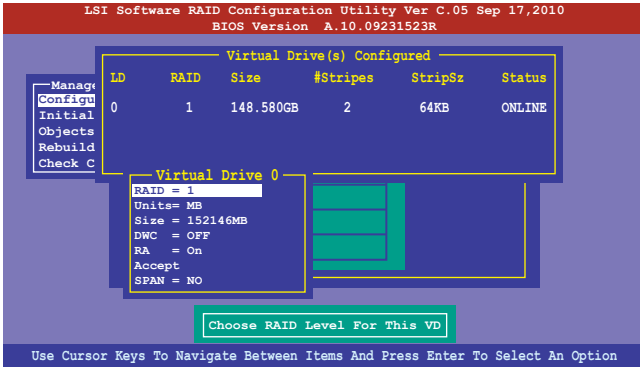 LSI Software RAID Configuration Utility Ver C.05 Sep 17,2010
BIOS Version A.10.09231523R
Virtual Drive(s) Configured
LD RAID Size #Stripes StripSz Status
0 1 148.580GB 2 64KB ONLINE
Manage
Configu
Initial
Objects
Rebuild
Check C
Virtual Drive 0
RAID = 1
Units= MB
Size = 152146MB
DWC = OFF
RA = On
Accept
SPAN = NO
Choose RAID Level For This VD
Use Cursor Keys To Navigate Between Items And Press Enter To Select An Option